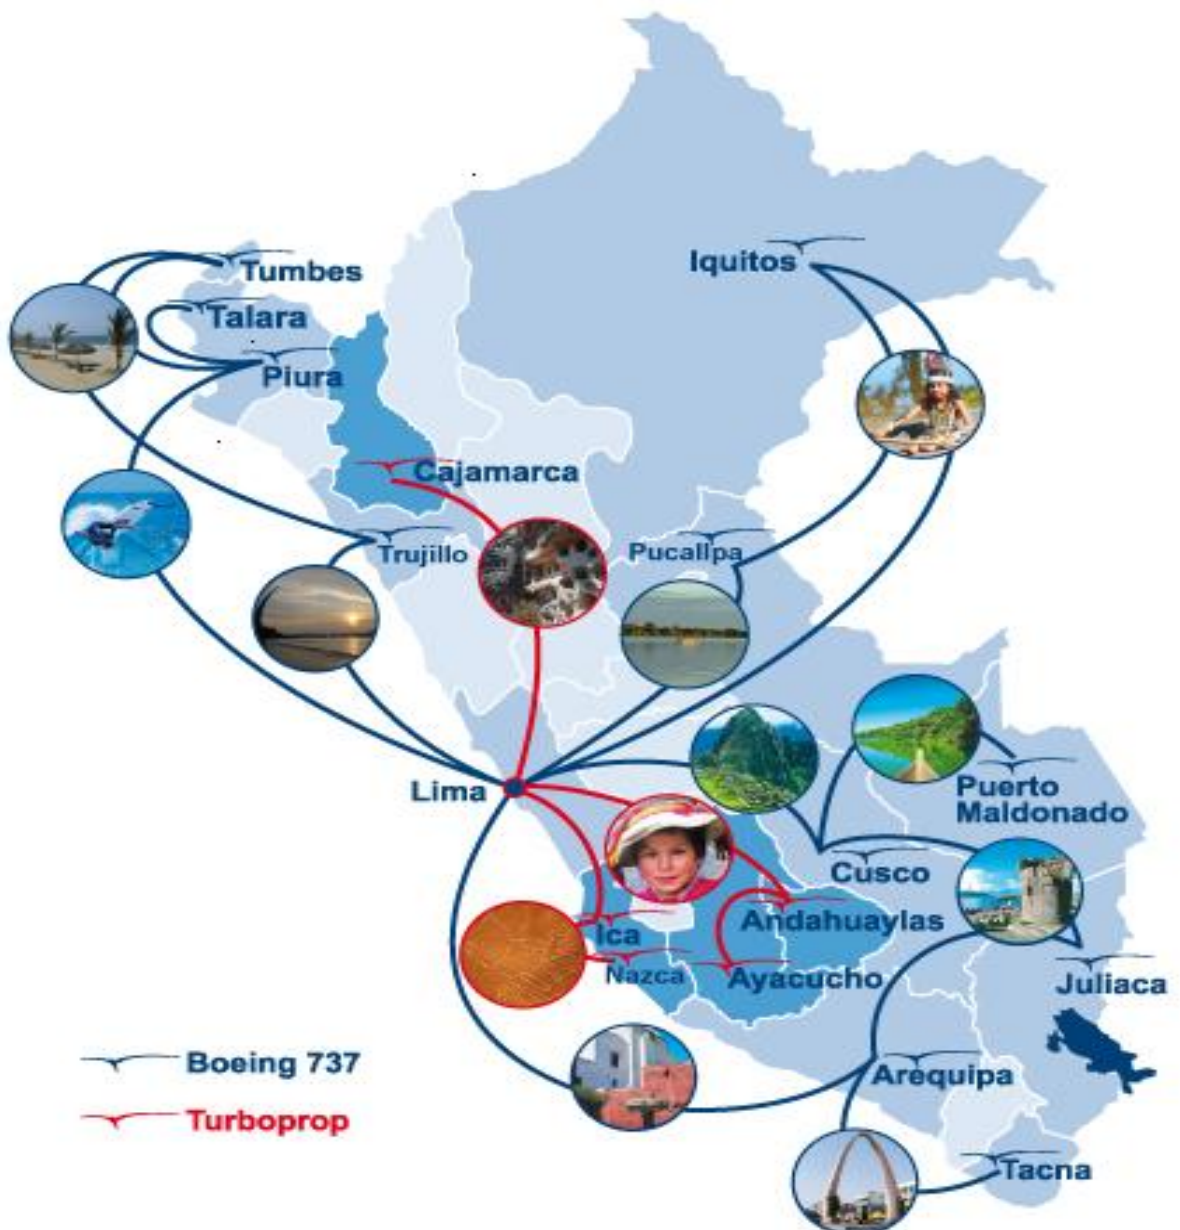 Tumbes
Iquitos
Talara
Piura
Cajamarca
Trujillo
Pucallpa
Lima
Puerto
Maldonado
Cusco
Andahuaylas
Ica
Nazca
Ayacucho
Juliaca
Boeing 737
Arequipa
Turboprop
Tacna